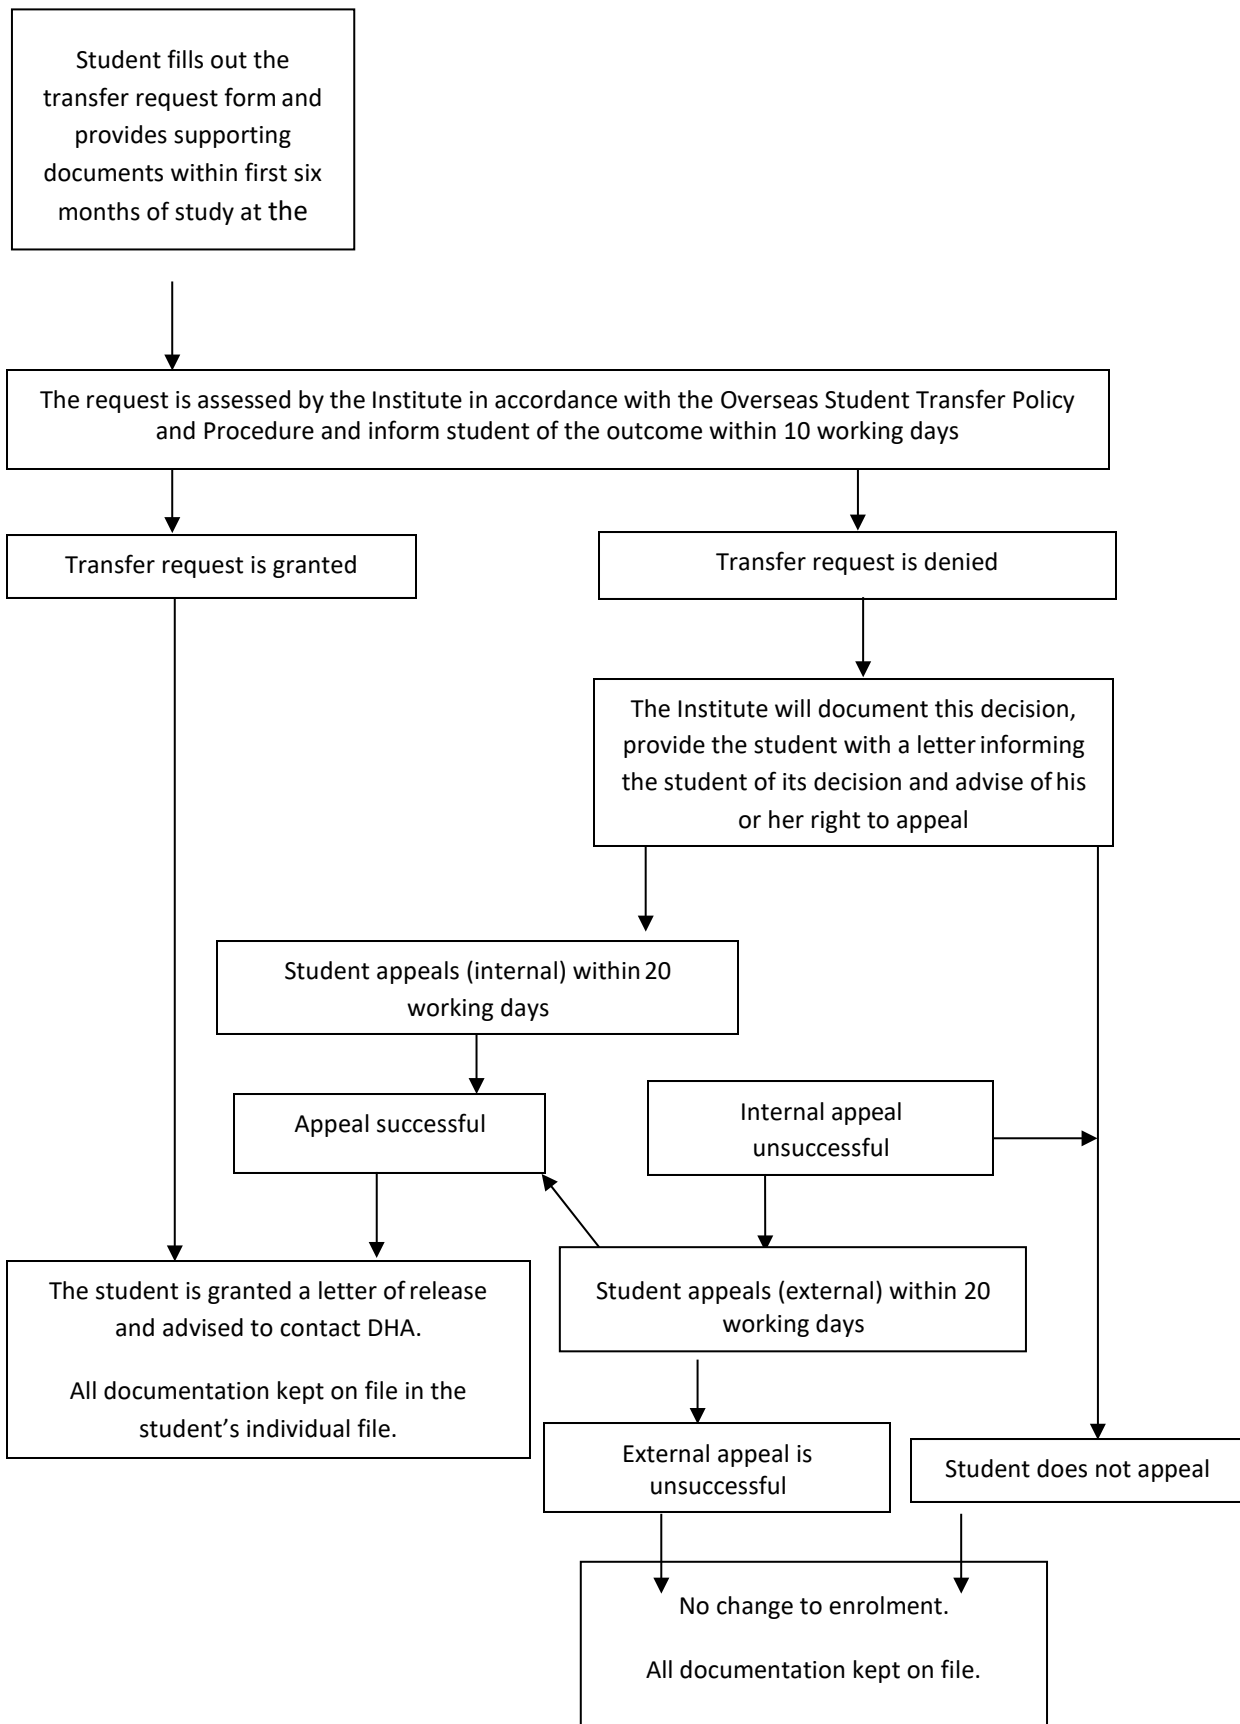 Student fills out the
transfer request form and
provides supporting
documents within first six
months of study at the
The request is assessed by the Institute in accordance with the Overseas Student Transfer Policy
and Procedure and inform student of the outcome within 10 working days
Transfer request is granted
Transfer request is denied
The Institute will document this decision,
provide the student with a letter informing
the student of its decision and advise of his
or her right to appeal
Student appeals (internal) within 20
working days
Appeal successful
Internal appeal
unsuccessful
The student is granted a letter of release
and advised to contact DHA.
All documentation kept on file in the
student’s individual file.
Student appeals (external) within 20
working days
External appeal is
unsuccessful
Student does not appeal
No change to enrolment.
All documentation kept on file.